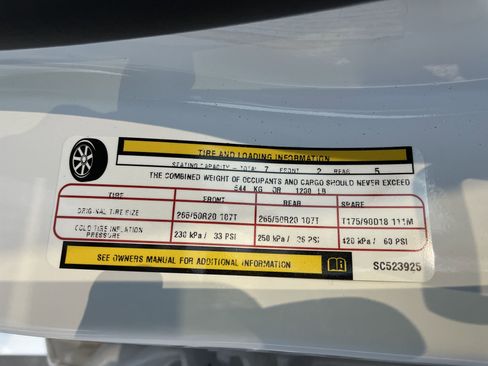 TIRE AND LOADING INFORMATION
SEATING CAPACITY - TOTAL 7 FRONT 2 REAR 5
THE COMBINED WEIGHT OF OCCUPANTS AND CARGO SHOULD NEVER EXCEED
544 KG OR 1200 LB
TIRE FRONT REAR SPARE
ORIGINAL TIRE SIZE 265/50R20 107T 265/50R20 107T T175/90D18 111M
COLD TIRE INFLATION PRESSURE 230 kPa / 33 PSI 250 kPa / 36 PSI 420 kPa / 60 PSI
SEE OWNERS MANUAL FOR ADDITIONAL INFORMATION
SC523925